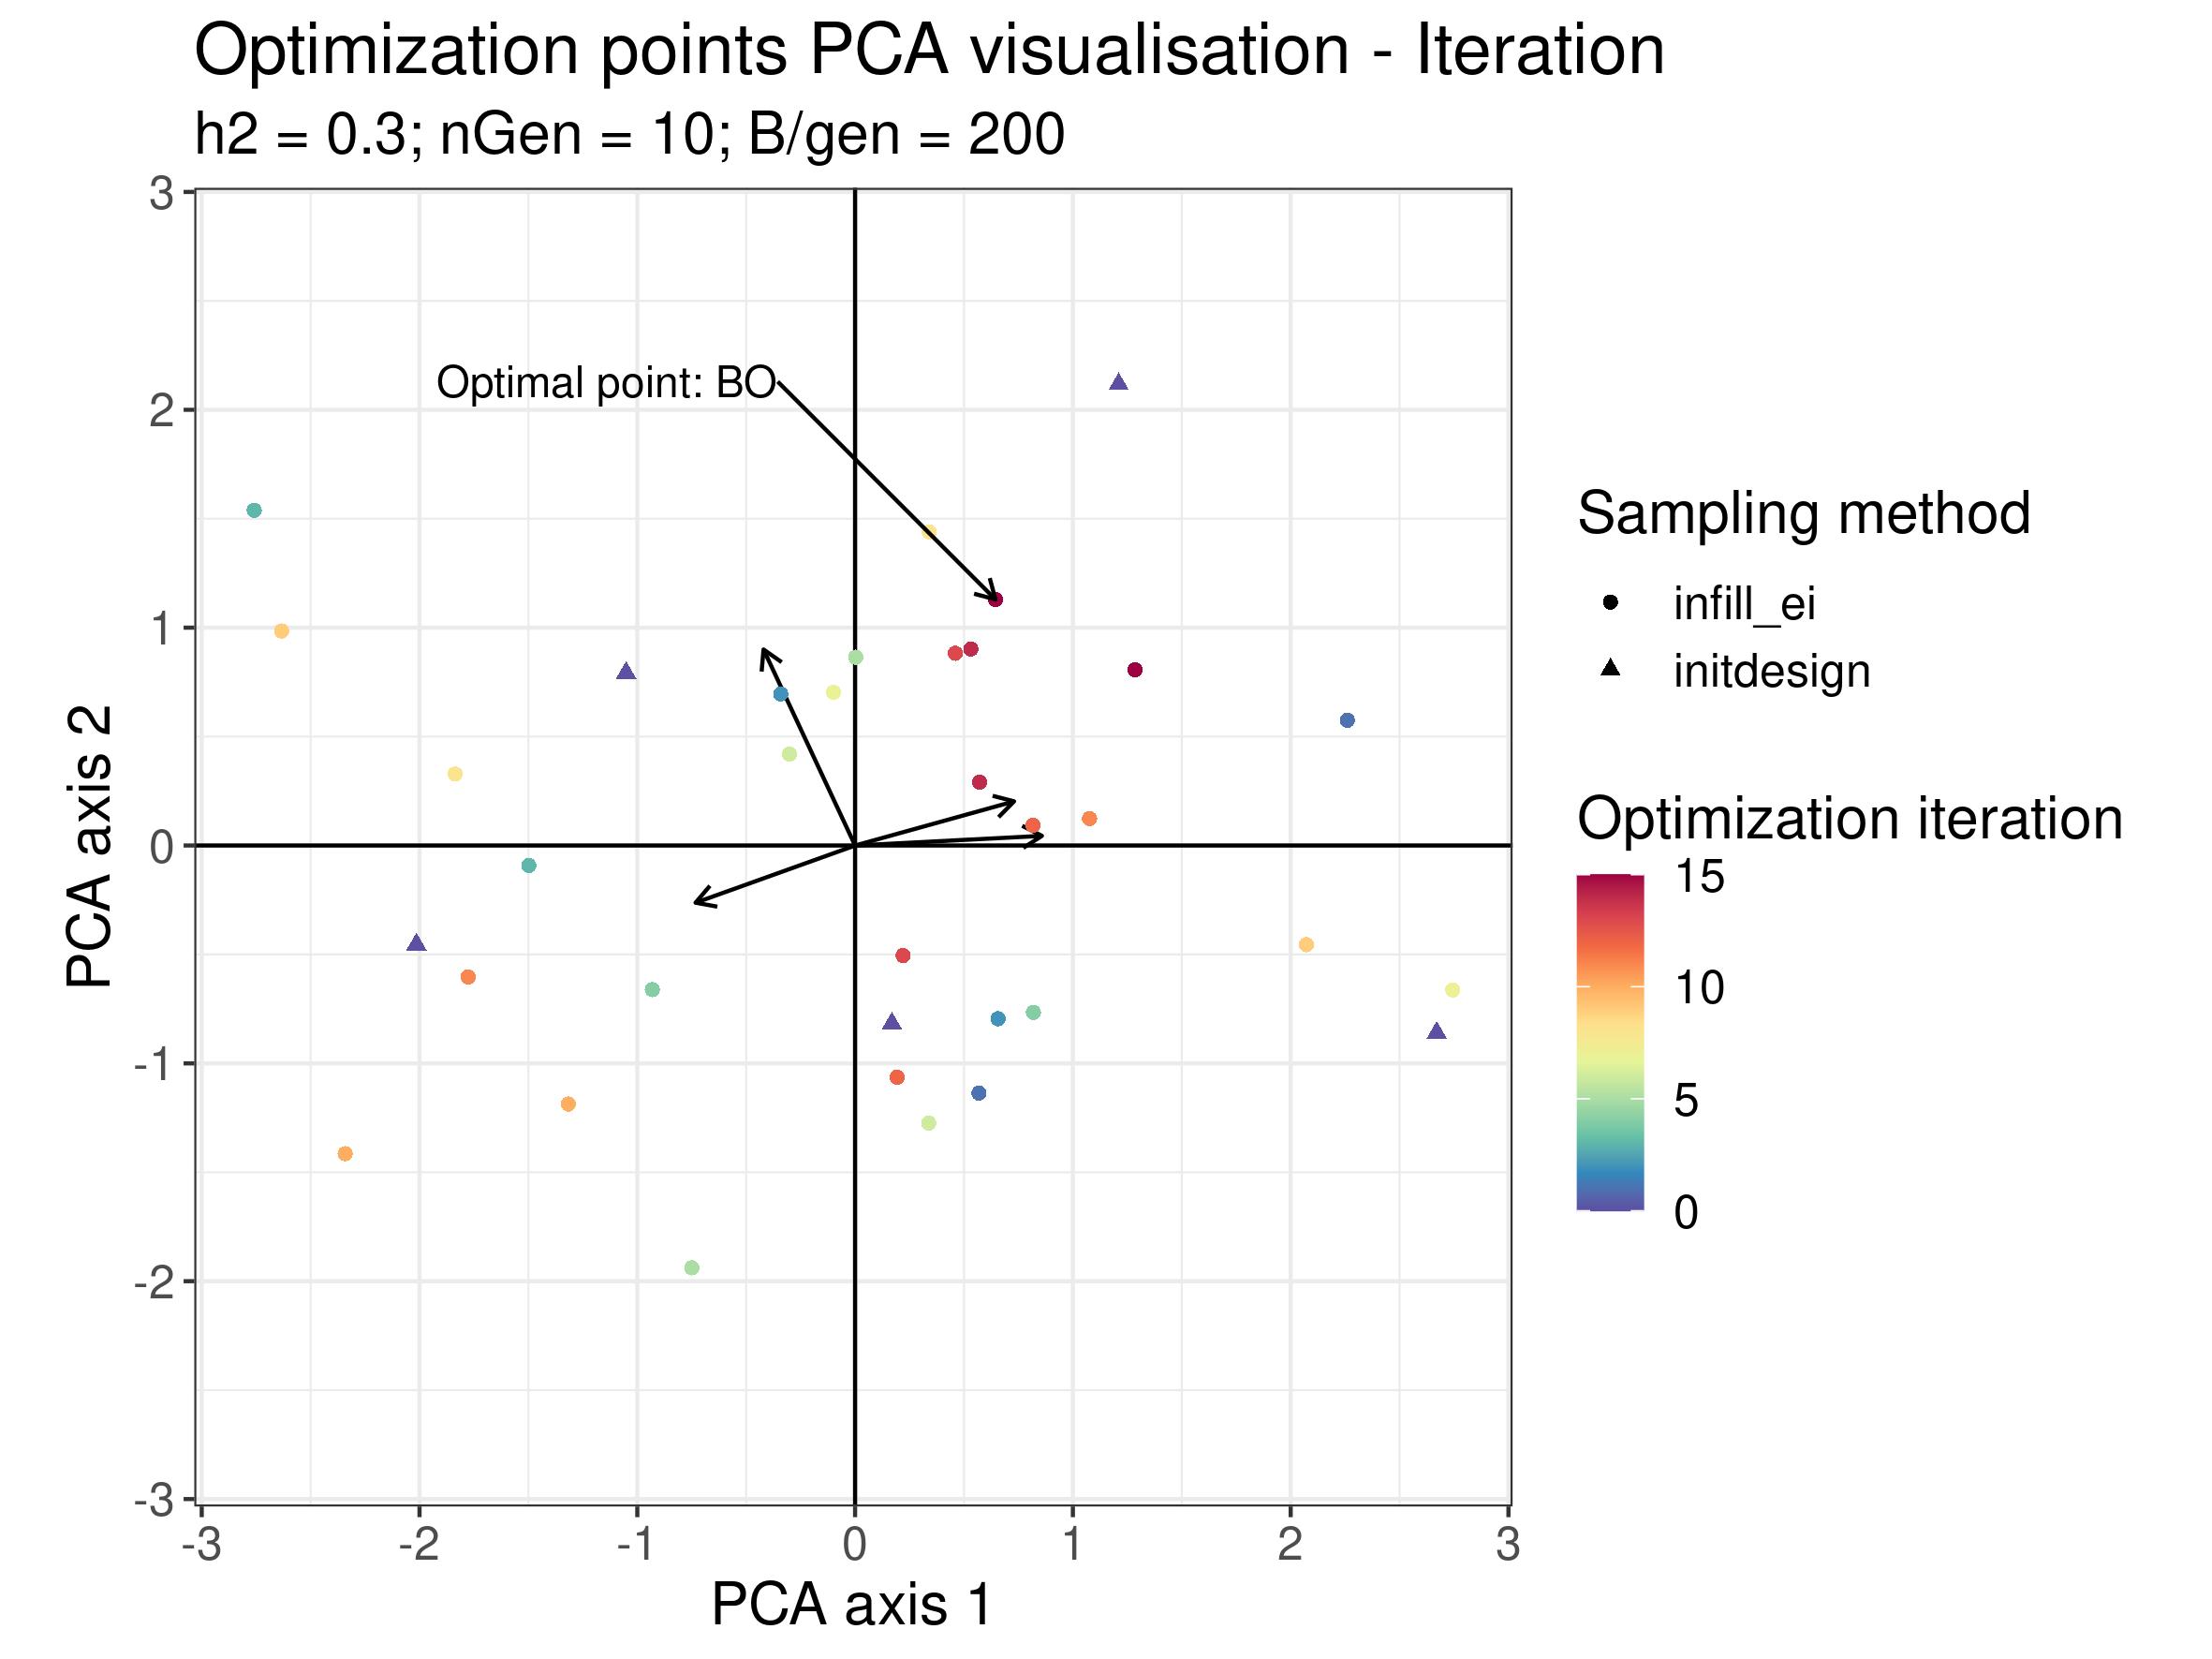 Optimization points PCA visualisation - Iteration
h2 = 0.3; nGen = 10; B/gen = 200
3
2
1
0
-1
-2
-3
PCA axis 2
Optimal point: BO
-3 -2 -1 0 1 2 3
PCA axis 1
Sampling method
infill_ei
initdesign
Optimization iteration
15
10
5
0